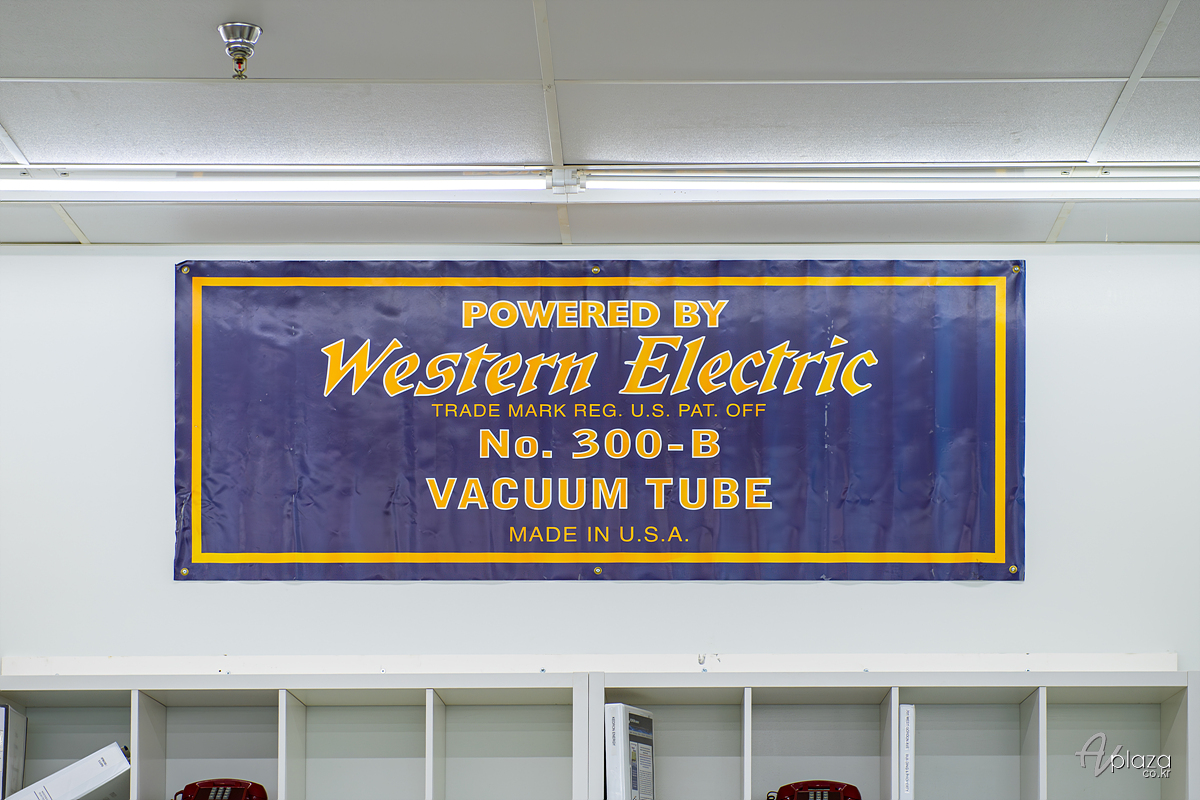 POWERED BY
Western Electric
TRADE MARK REG. U.S. PAT. OFF
No. 300-B
VACUUM TUBE
MADE IN U.S.A.
AVplaza
.co.kr